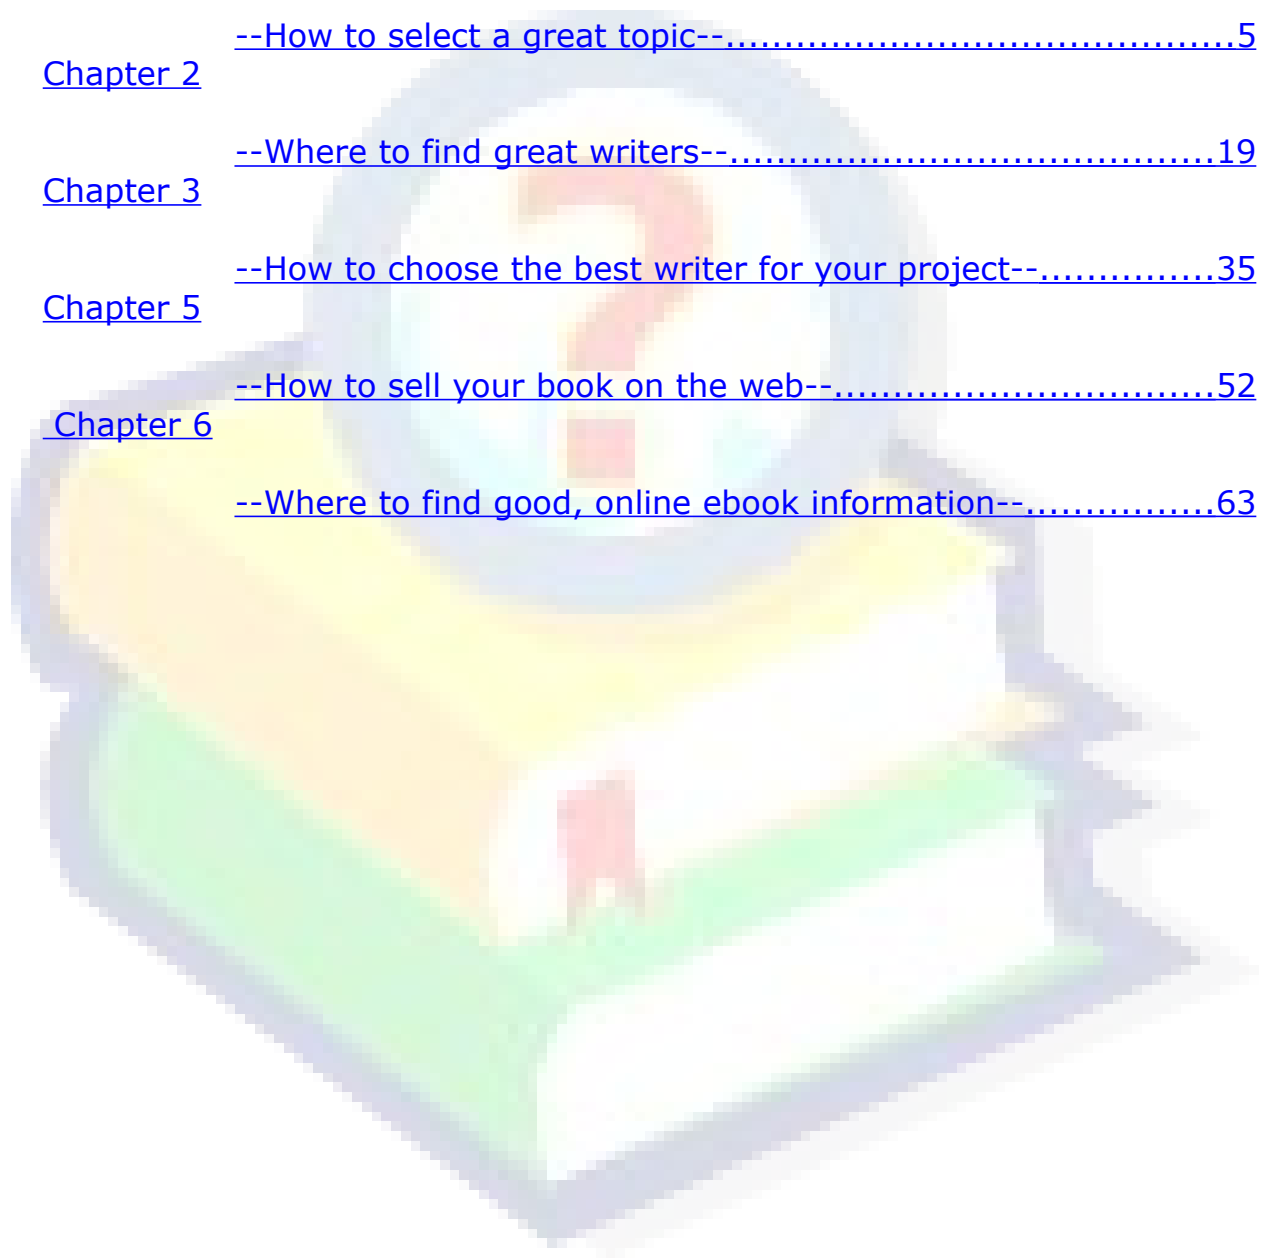 --How to select a great topic--............................................5
Chapter 2
--Where to find great writers--.........................................19
Chapter 3
--How to choose the best writer for your project--...............35
Chapter 5
--How to sell your book on the web--................................52
Chapter 6
--Where to find good, online ebook information--................63